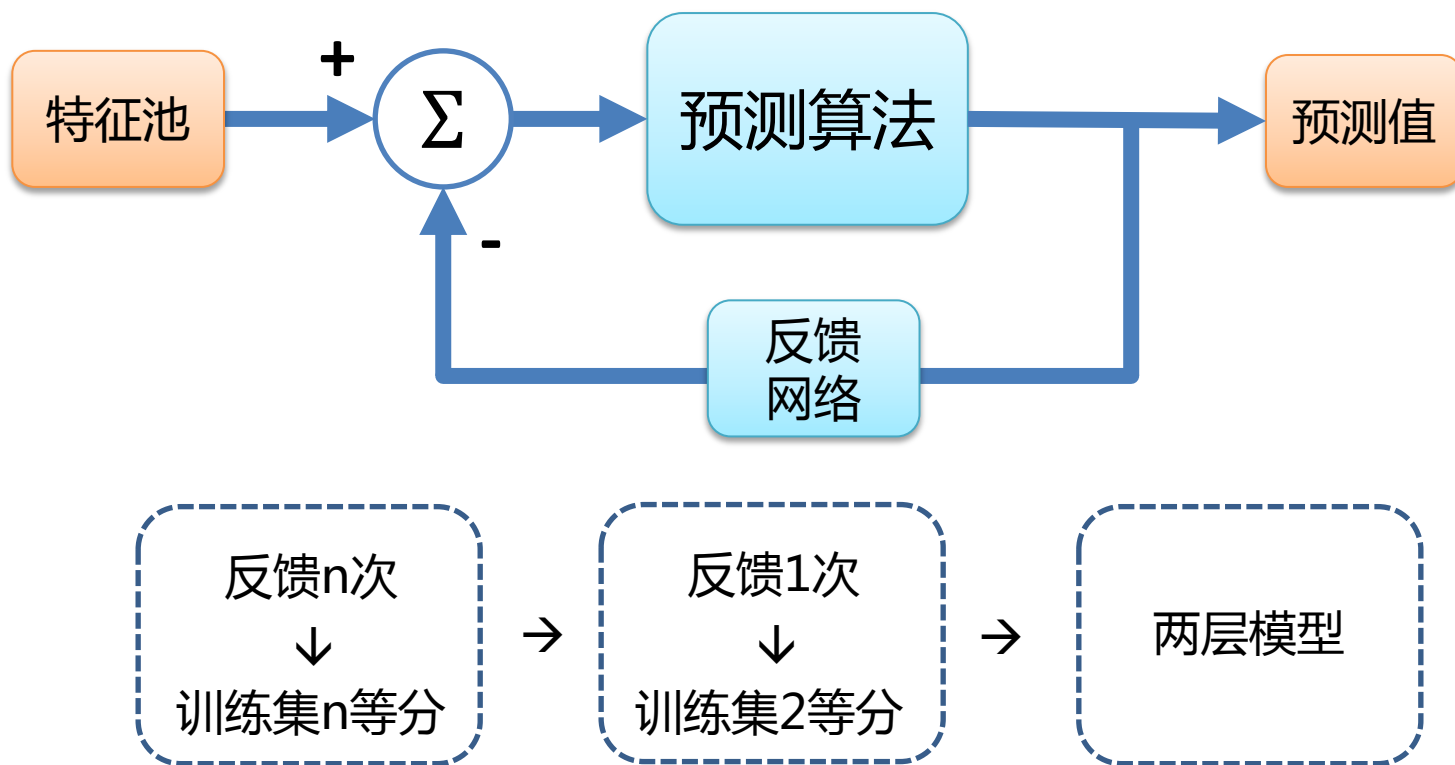 特征池
+
Σ
预测算法
预测值
-
反馈
网络
反馈n次
↓
训练集n等分
→
反馈1次
↓
训练集2等分
→
两层模型